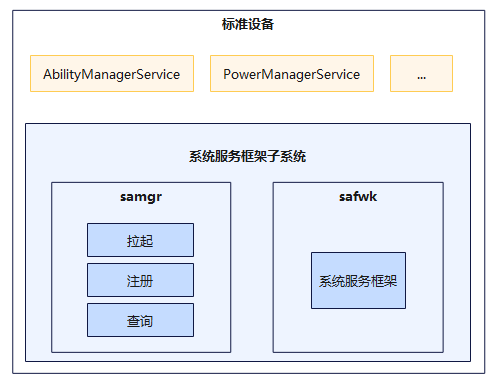 标准设备
AbilityManagerService
PowerManagerService
...
系统服务框架子系统
samgr
safwk
拉起
注册
查询
系统服务框架